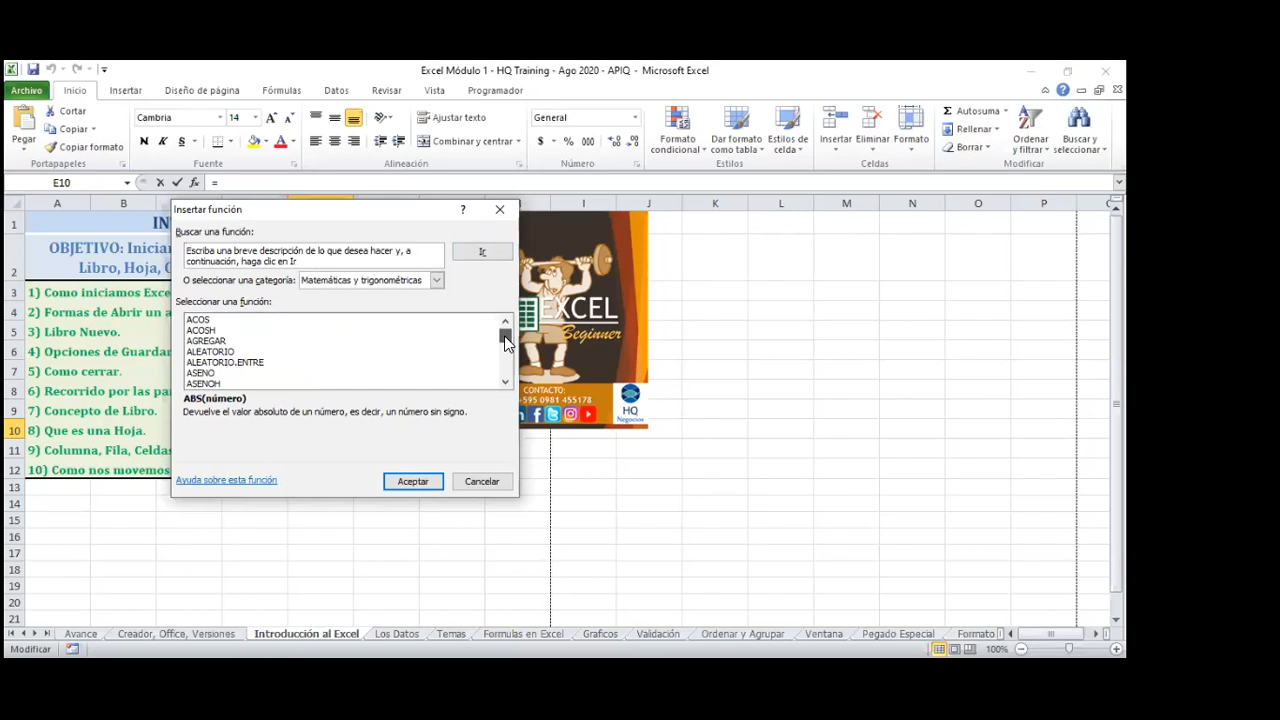 Excel Módulo 1 - HQ Training - Ago 2020 - APIQ - Microsoft Excel
Archivo Inicio Insertar Diseño de página Fórmulas Datos Revisar Vista Programador
Pegar
Cortar
Copiar
Copiar formato
Portapapeles
Cambria 14
N K S A
Fuente
Ajustar texto
Combinar y centrar
Alineación
General
$ % 000
Número
Formato condicional
Dar formato como tabla
Estilos de celda
Estilos
Insertar Eliminar Formato
Celdas
Σ Autosuma
Rellenar
Borrar
Ordenar y filtrar
Buscar y seleccionar
Modificar
E10 fx =
A B I J K L M N O P
1
2 OBJETIVO: Inicia
Libro, Hoja,
3 1) Como iniciamos Exce
4 2) Formas de Abrir un a
5 3) Libro Nuevo.
6 4) Opciones de Guardar
7 5) Como cerrar.
8 6) Recorrido por las pa
9 7) Concepto de Libro.
10 8) Que es una Hoja.
11 9) Columna, Fila, Celdas
12 10) Como nos movemos
13
14
15
16
17
18
19
20
21
Insertar función
?
Buscar una función:
Escriba una breve descripción de lo que desea hacer y, a
continuación, haga clic en Ir
Ir
O seleccionar una categoría: Matemáticas y trigonométricas
Seleccionar una función:
ACOS
ACOSH
AGREGAR
ALEATORIO
ALEATORIO.ENTRE
ASENO
ASENOH
ABS(número)
Devuelve el valor absoluto de un número, es decir, un número sin signo.
Ayuda sobre esta función
Aceptar
Cancelar
EXCEL
Beginner
CONTACTO:
+595 0981 455178
HQ
Negocios
Avance Creador, Office, Versiones Introducción al Excel Los Datos Temas Formulas en Excel Graficos Validación Ordenar y Agrupar Ventana Pegado Especial Formato
Modificar
100%